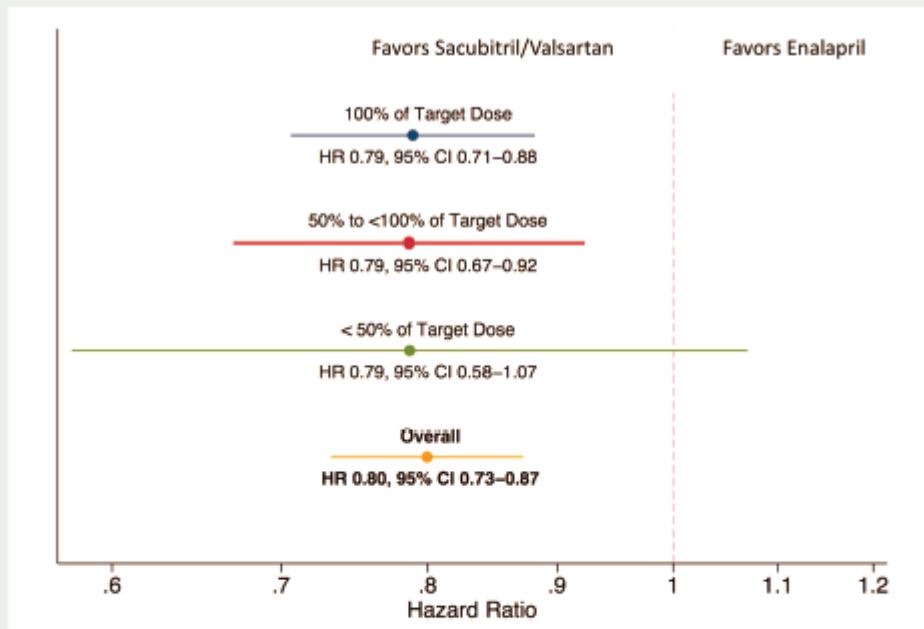 Favors Sacubitril/Valsartan Favors Enalapril
100% of Target Dose
HR 0.79, 95% CI 0.71–0.88
50% to <100% of Target Dose
HR 0.79, 95% CI 0.67–0.92
< 50% of Target Dose
HR 0.79, 95% CI 0.58–1.07
Overall
HR 0.80, 95% CI 0.73–0.87
.6 .7 .8 .9 1 1.1 1.2
Hazard Ratio